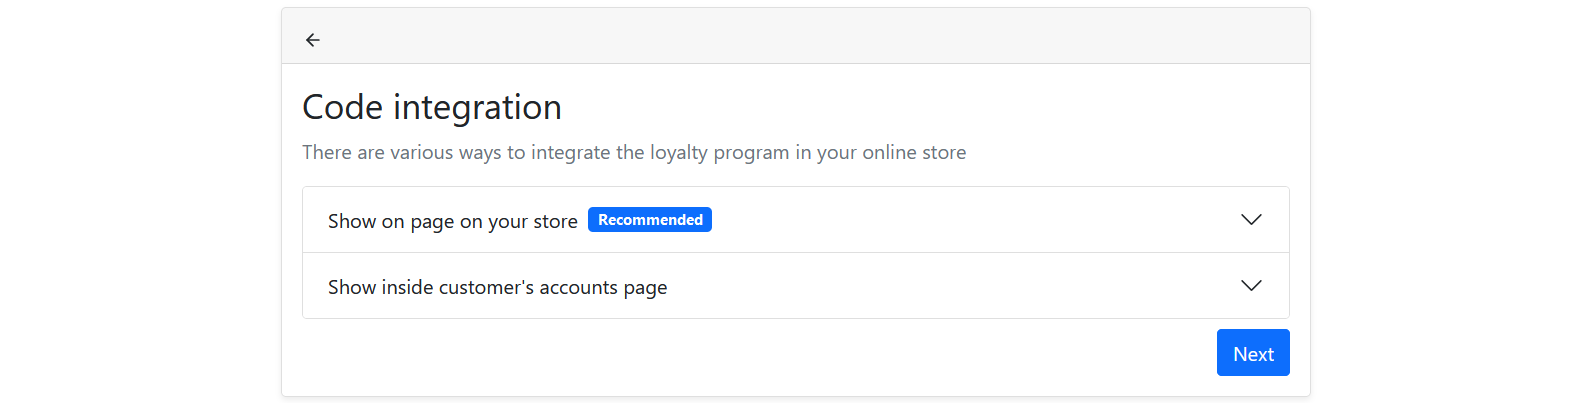 Code integration
There are various ways to integrate the loyalty program in your online store
Show on page on your store Recommended
Show inside customer's accounts page
Next